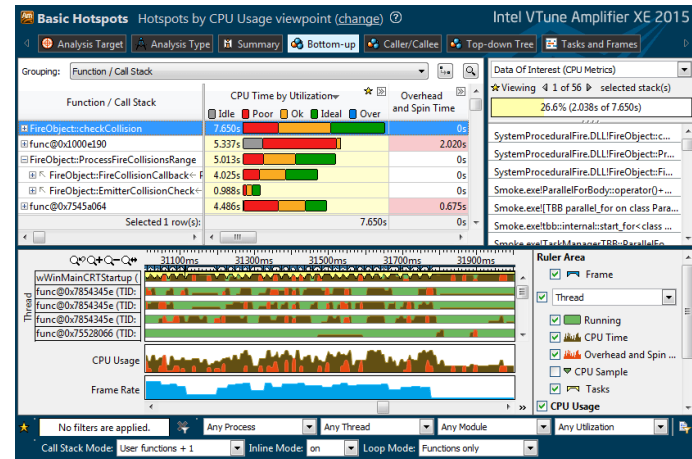 Basic Hotspots Hotspots by CPU Usage viewpoint (change) Intel VTune Amplifier XE 2015
Analysis Target Analysis Type Summary Bottom-up Caller/Callee Top-down Tree Tasks and Frames
Grouping: Function / Call Stack
Function / Call Stack
CPU Time by Utilization
Idle Poor Ok Ideal Over
Overhead and Spin Time
FireObject::checkCollision 7.650s 0s
func@0x1000e190 5.337s 2.020s
FireObject::ProcessFireCollisionsRange 5.013s 0s
FireObject::FireCollisionCallback 4.025s 0s
FireObject::EmitterCollisionCheck 0.988s 0s
func@0x7545a064 4.486s 0.675s
Selected 1 row(s): 7.650s 0s
Data Of Interest (CPU Metrics)
Viewing 1 of 56 selected stack(s)
26.6% (2.038s of 7.650s)
SystemProceduralFire.DLL!FireObject::c...
SystemProceduralFire.DLL!FireObject::Pr...
SystemProceduralFire.DLL!FireObject::Fi...
Smoke.exe!ParallelForBody::operator()+...
Smoke.exe![TBB parallel_for on class Para...
Smoke.exe!tbb::internal::start_for<class ...
Smoke.exe!TaskManagerTBB::ParallelFo
31100ms 31300ms 31500ms 31700ms 31900ms
Thread
wWinMainCRTStartup (
func@0x7854345e (TID:
func@0x7854345e (TID:
func@0x7854345e (TID:
func@0x75528066 (TID:
CPU Usage
Frame Rate
Ruler Area
Frame
Thread
Running
CPU Time
Overhead and Spin ...
CPU Sample
Tasks
CPU Usage
No filters are applied. Any Process Any Thread Any Module Any Utilization
Call Stack Mode: User functions + 1 Inline Mode: on Loop Mode: Functions only